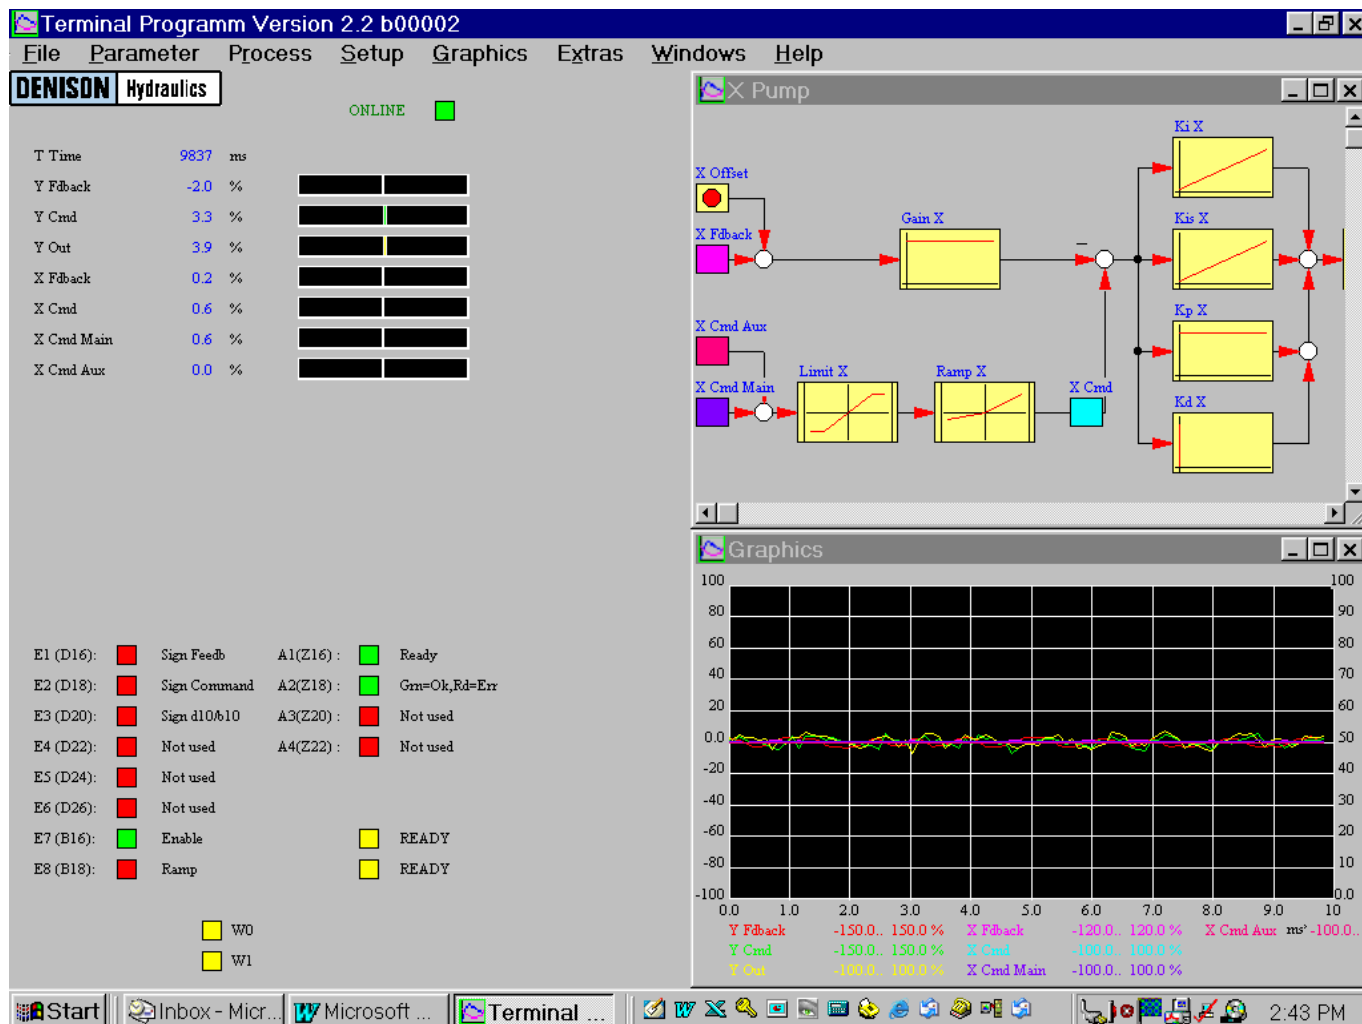 Terminal Programm Version 2.2 b00002
File Parameter Process Setup Graphics Extras Windows Help
DENISON Hydraulics
ONLINE
T Time 9837 ms
Y Fdback -2.0 %
Y Cmd 3.3 %
Y Out 3.9 %
X Fdback 0.2 %
X Cmd 0.6 %
X Cmd Main 0.6 %
X Cmd Aux 0.0 %
E1 (D16): Sign Feedb A1(Z16) : Ready
E2 (D18): Sign Command A2(Z18) : Grn=Ok,Rd=Err
E3 (D20): Sign d10/b10 A3(Z20) : Not used
E4 (D22): Not used A4(Z22) : Not used
E5 (D24): Not used
E6 (D26): Not used
E7 (B16): Enable READY
E8 (B18): Ramp READY
W0
W1
X Pump
Ki X
X Offset
Gain X
Kis X
X Fdback
Kp X
X Cmd Aux
Limit X Ramp X
X Cmd Main X Cmd
Kd X
Graphics
100 100
80 90
60 80
40 70
20 60
0.0 50
-20 40
-40 30
-60 20
-80 10
-100 0.0
0.0 1.0 2.0 3.0 4.0 5.0 6.0 7.0 8.0 9.0 10
Y Fdback -150.0.. 150.0 % X Fdback -120.0.. 120.0 % X Cmd Aux ms' -100.0..
Y Cmd -150.0.. 150.0 % X Cmd -100.0.. 100.0 %
Y Out -100.0.. 100.0 % X Cmd Main -100.0.. 100.0 %
Start Inbox - Micr... Microsoft ... Terminal ... 2:43 PM